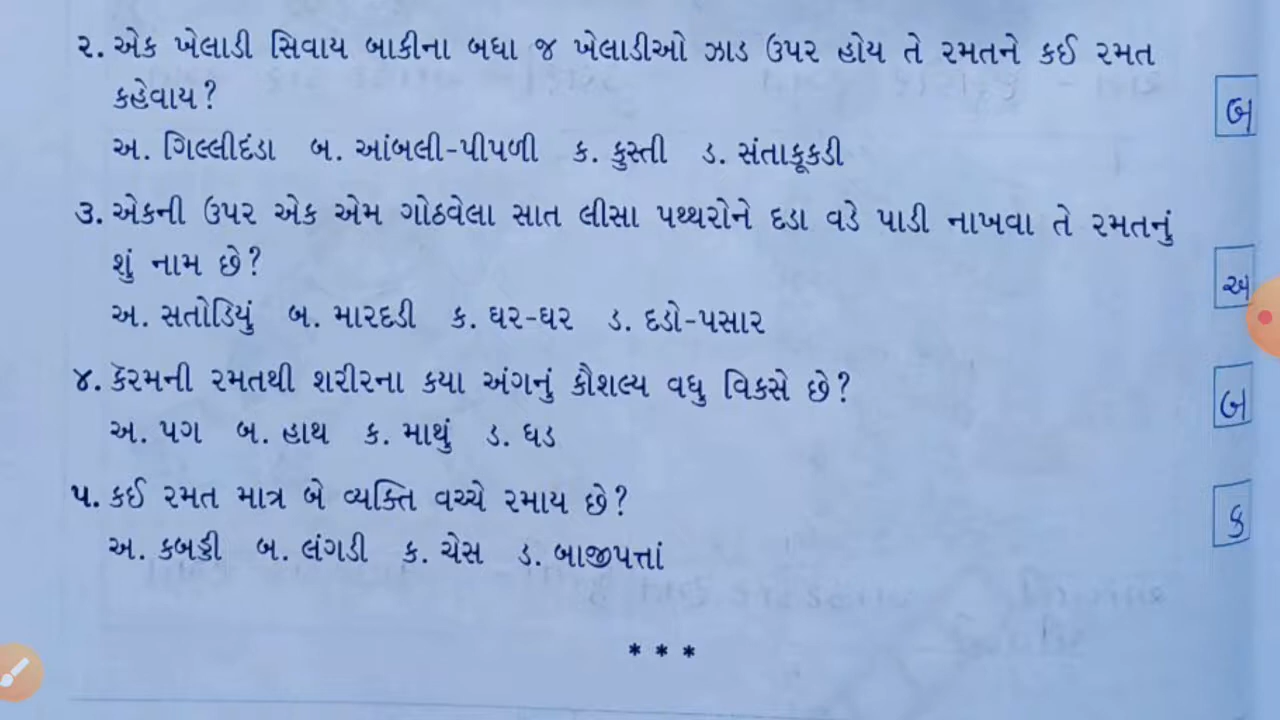 ૨. એક ખેલાડી સિવાય બાકીના બધા જ ખેલાડીઓ ઝાડ ઉપર હોય તે રમતને કઈ રમત
કહેવાય?
બ
અ. ગિલ્લીદંડા બ. આંબલી-પીપળી ક. કુસ્તી ડ. સંતાકૂકડી
૩. એકની ઉપર એક એમ ગોઠવેલા સાત લીસા પથ્થરોને દડા વડે પાડી નાખવા તે રમતનું
શું નામ છે?
અ
અ. સતોડિયું બ. મારદડી ક. ઘર-ઘર ડ. દડો-પસાર
૪. કૅરમની રમતથી શરીરના કયા અંગનું કૌશલ્ય વધુ વિકસે છે?
બ
અ. પગ બ. હાથ ક. માથું ડ. ધડ
૫. કઈ રમત માત્ર બે વ્યક્તિ વચ્ચે રમાય છે?
ક
અ. કબડ્ડી બ. લંગડી ક. ચેસ ડ. બાજીપત્તાં
* * *